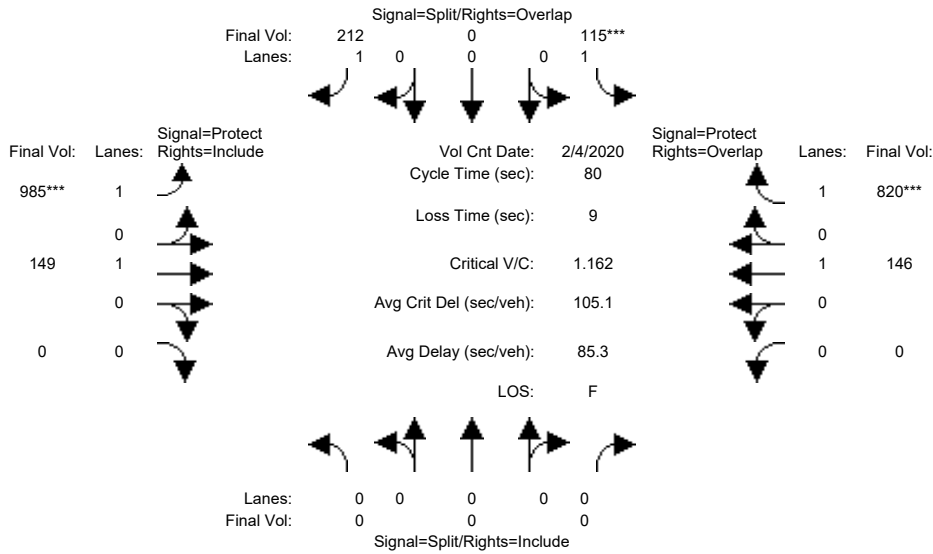 Signal=Split/Rights=Overlap
Final Vol: 212 0 115***
Lanes: 1 0 0 0 1
Signal=Protect Signal=Protect
Final Vol: Lanes: Rights=Include Vol Cnt Date: 2/4/2020 Rights=Overlap Lanes: Final Vol:
Cycle Time (sec): 80
985*** 1 1 820***
Loss Time (sec): 9
0 0
149 1 Critical V/C: 1.162 1 146
0 Avg Crit Del (sec/veh): 105.1 0
0 0 Avg Delay (sec/veh): 85.3 0 0
LOS: F
Lanes: 0 0 0 0 0
Final Vol: 0 0 0
Signal=Split/Rights=Include